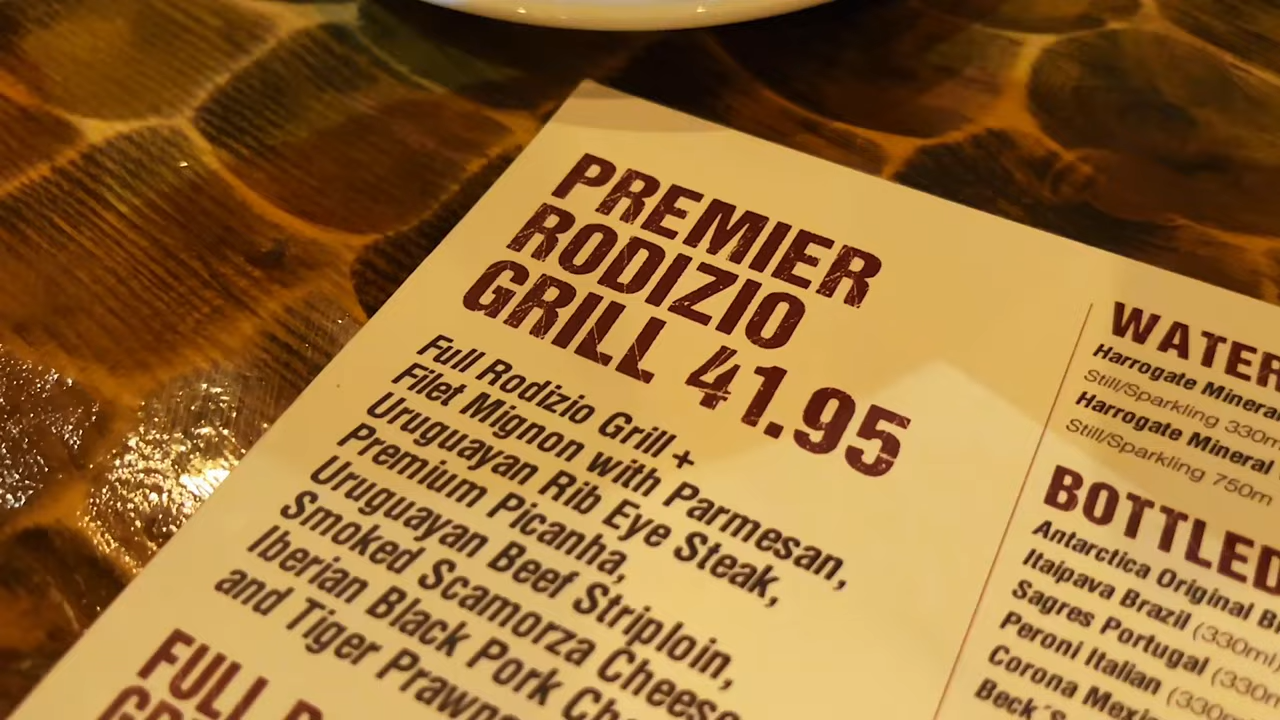 PREMIER
RODIZIO
GRILL 41.95
Full Rodizio Grill +
Filet Mignon with Parmesan,
Uruguayan Rib Eye Steak,
Premium Picanha,
Uruguayan Beef Striploin,
Smoked Scamorza Cheese
Iberian Black Pork
and Tiger
FULL
WATER
Harrogate Mineral
Still/Sparkling
Harrogate Mineral
Still/Sparkling 750m
BOTTLED
Antarctica Original
Itaipava Brazil (330ml)
Sagres Portugal
Peroni Italian
Corona
Beck's